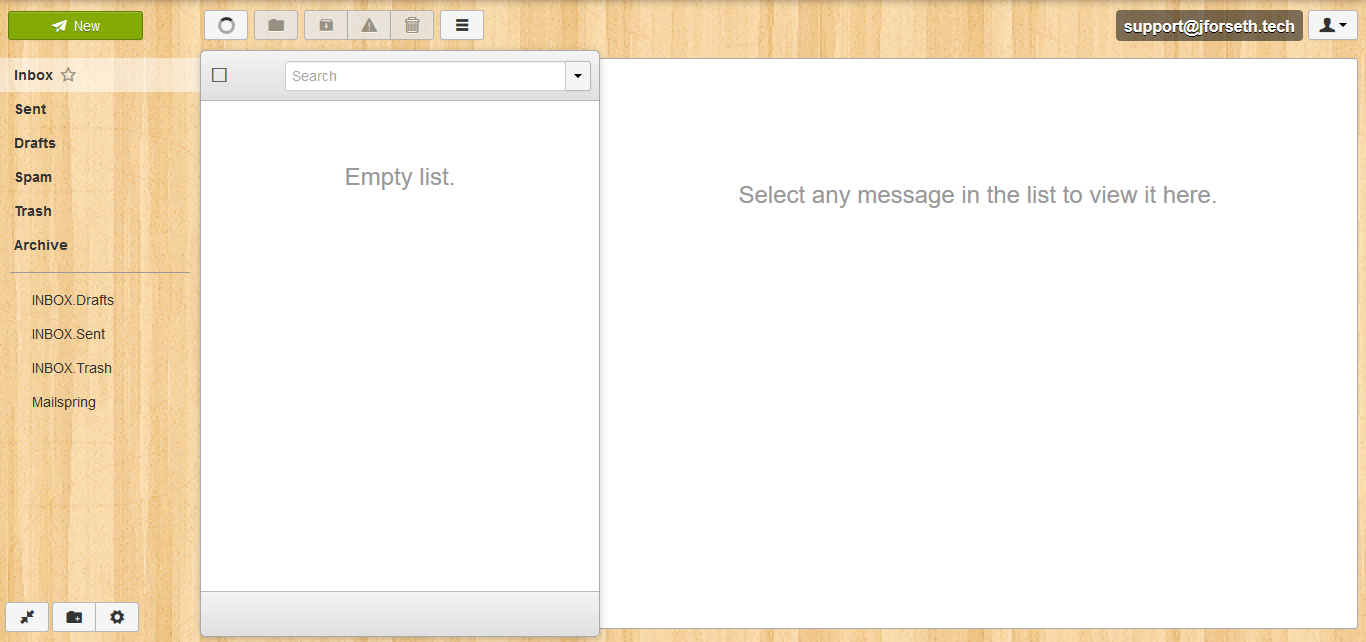 New
support@jforseth.tech
Inbox
Search
Sent
Drafts
Spam
Trash
Archive
Empty list.
Select any message in the list to view it here.
INBOX.Drafts
INBOX.Sent
INBOX.Trash
Mailspring